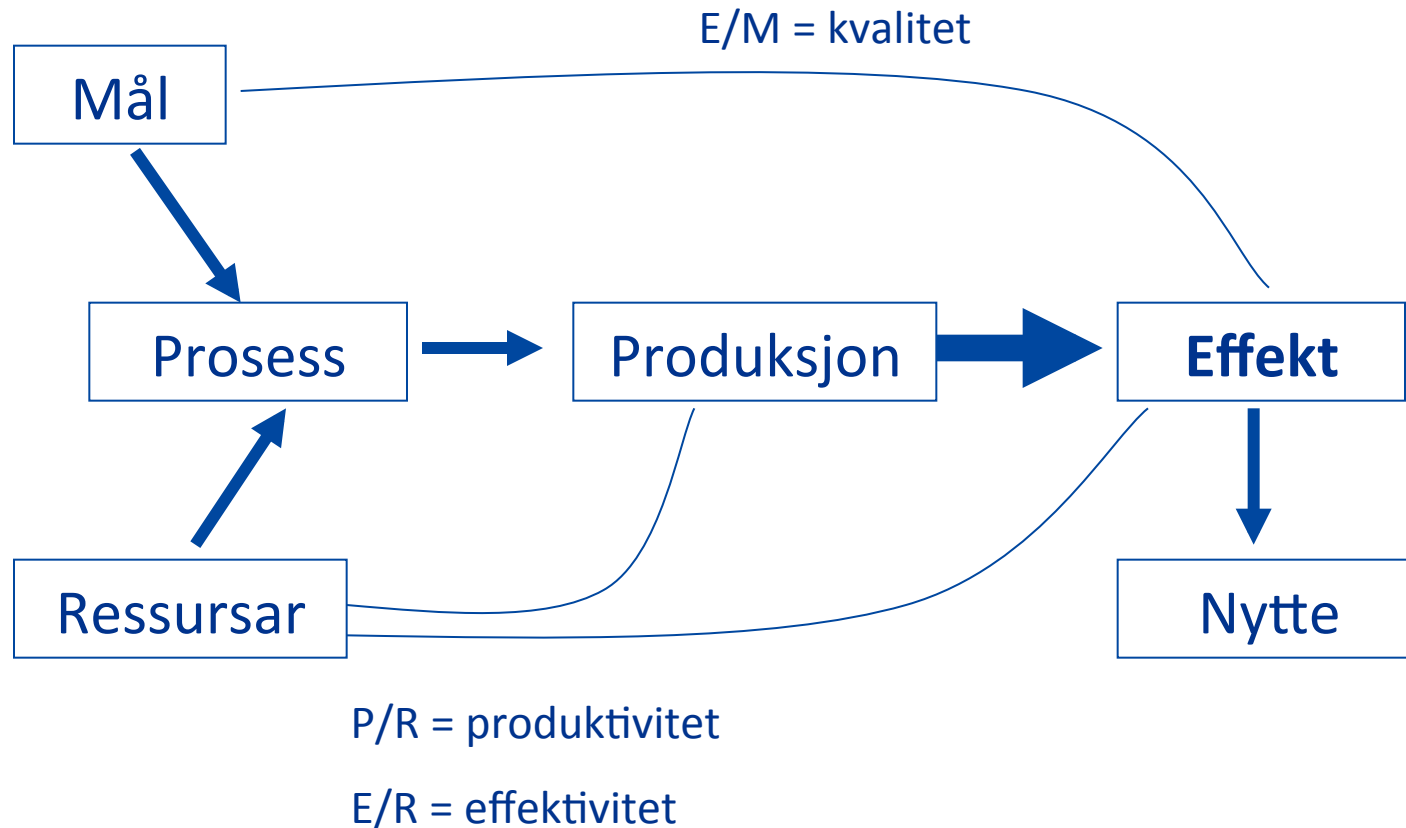 E/M = kvalitet
Mål
Prosess
Produksjon
Effekt
Ressursar
Nytte
P/R = produktivitet
E/R = effektivitet